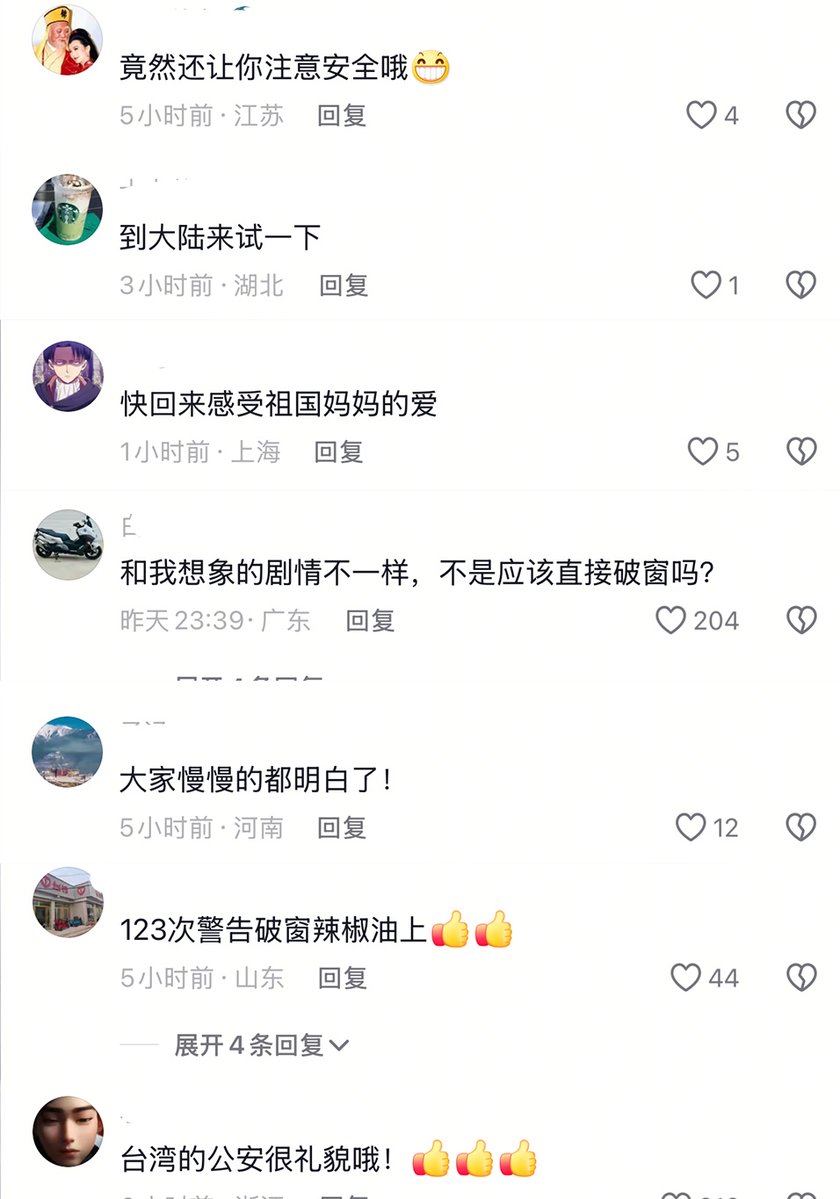 竟然还让你注意安全哦😁
5小时前·江苏 回复 4
到大陆来试一下
3小时前·湖北 回复 1
快回来感受祖国妈妈的爱
1小时前·上海 回复 5
和我想象的剧情不一样，不是应该直接破窗吗？
昨天 23:39·广东 回复 204
展开4条回复
大家慢慢的都明白了！
5小时前·河南 回复 12
123次警告破窗辣椒油上👍👍
5小时前·山东 回复 44
展开4条回复
台湾的公安很礼貌哦！👍👍👍